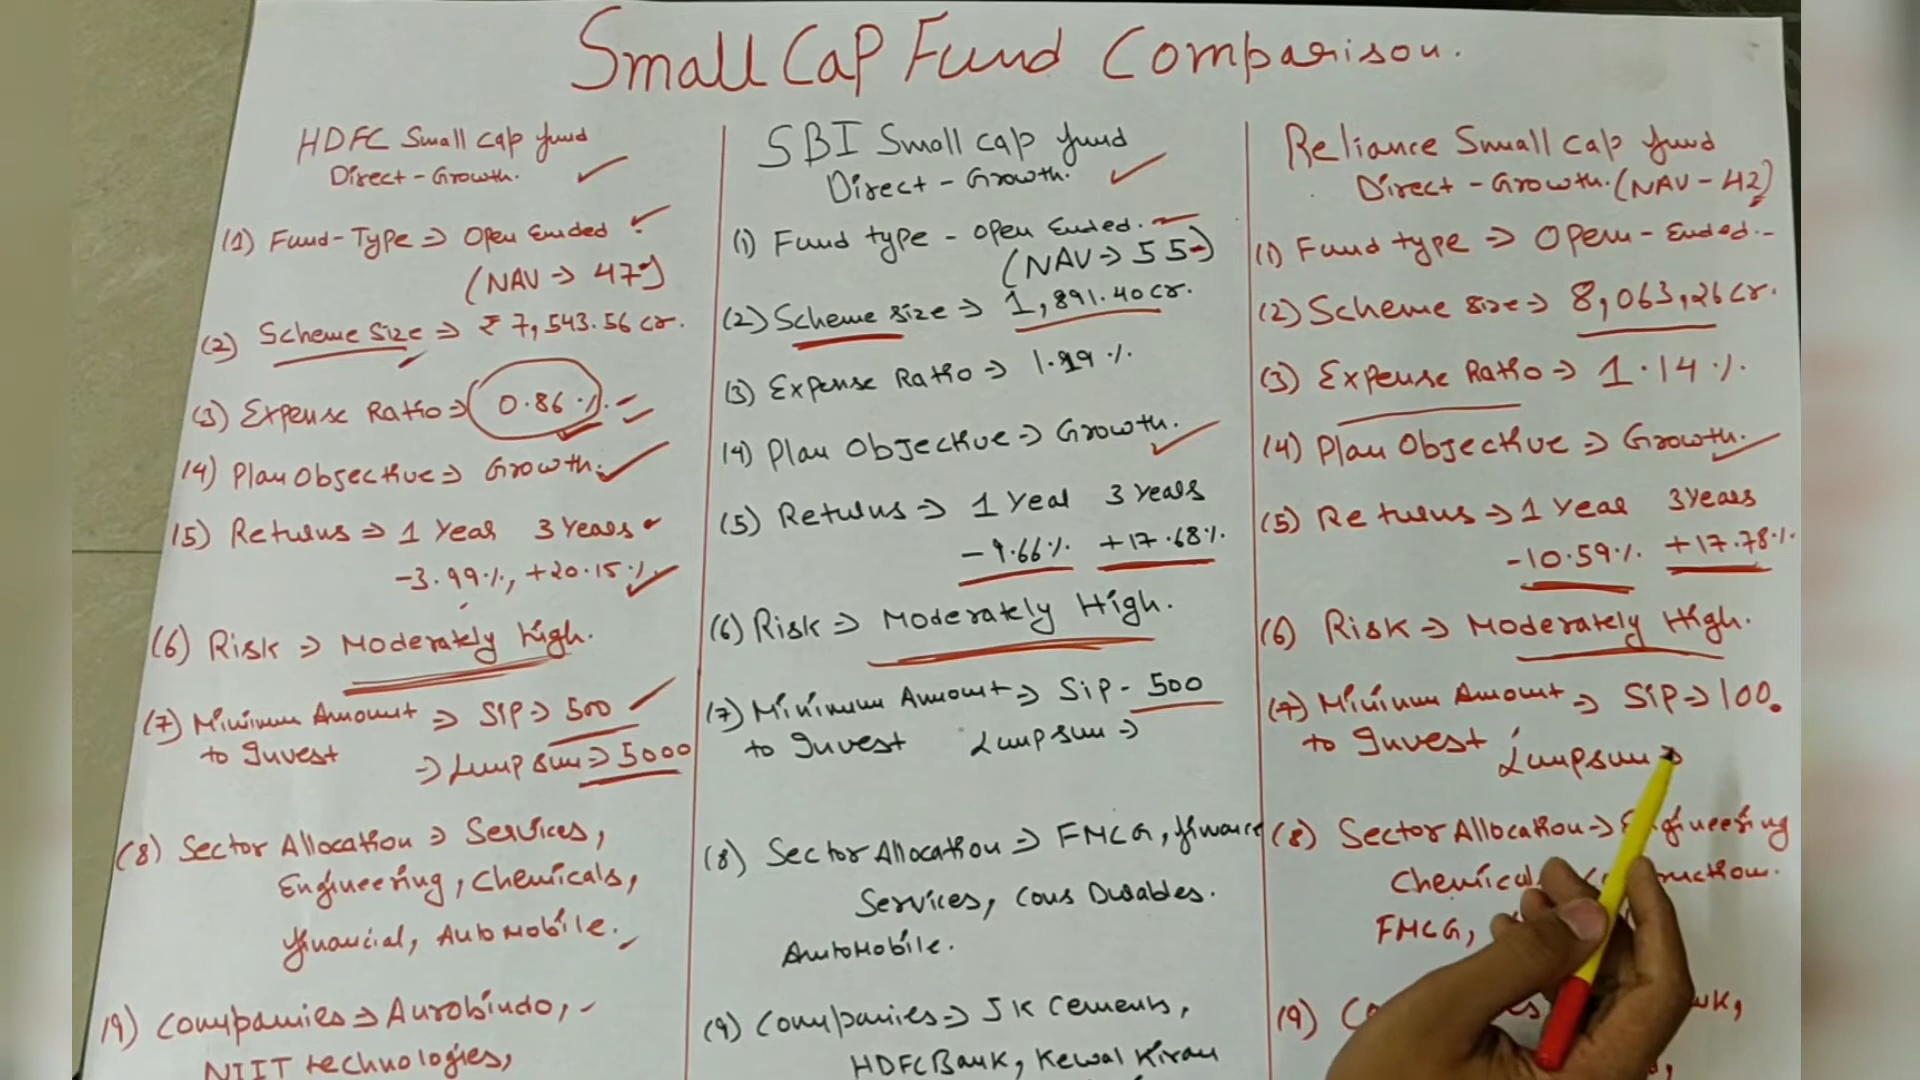 Small Cap Fund Comparison.
HDFC Small cap fund
Direct - Growth.
(1) Fund-Type ⇒ Open Ended
(NAV → 47)
(2) Scheme Size ⇒ ₹ 7,543.56 cr.
(3) Expense Ratio ⇒ 0.86 %.
(4) Plan Objective ⇒ Growth.
(5) Returns ⇒ 1 Year 3 Years
-3.99%, +20.15%
(6) Risk ⇒ Moderately high.
(7) Minimum Amount ⇒ SIP ⇒ 500
to Invest ⇒ Lumpsum ⇒ 5000
(8) Sector Allocation ⇒ Services,
Engineering, Chemicals,
financial, Automobile.
(9) Companies ⇒ Aurobindo,
NIIT technologies,
SBI Small cap fund
Direct - Growth.
(1) Fund type - Open Ended.
(NAV → 55)
(2) Scheme size ⇒ 1,891.40 cr.
(3) Expense Ratio →
(4) Plan Objective ⇒ Growth.
(5) Returns → 1 Year 3 Years
-9.66% +17.68%
(6) Risk ⇒ Moderately High.
(7) Minimum Amount ⇒ SiP - 500
to Invest Lumpsum ⇒
(8) Sector Allocation ⇒ FMCG, finance
Services, Cons Durables.
Automobile.
(9) Companies ⇒ JK Cements,
HDFC Bank, Kewal Kiran
Reliance Small Cap fund
Direct - Growth. (NAV - 42)
(1) Fund type ⇒ Open - Ended.-
(2) Scheme size ⇒ 8,063,26 cr.
(3) Expense Ratio → 1.14 %.
(4) Plan Objective ⇒ Growth.
(5) Returns ⇒ 1 Year 3 Years
-10.59% +17.78%
(6) Risk ⇒ Moderately High.
(7) Minimum Amount ⇒ SiP ⇒ 100.
to Invest Lumpsum
(8) Sector Allocation → Engineering
FMCG,
(9)